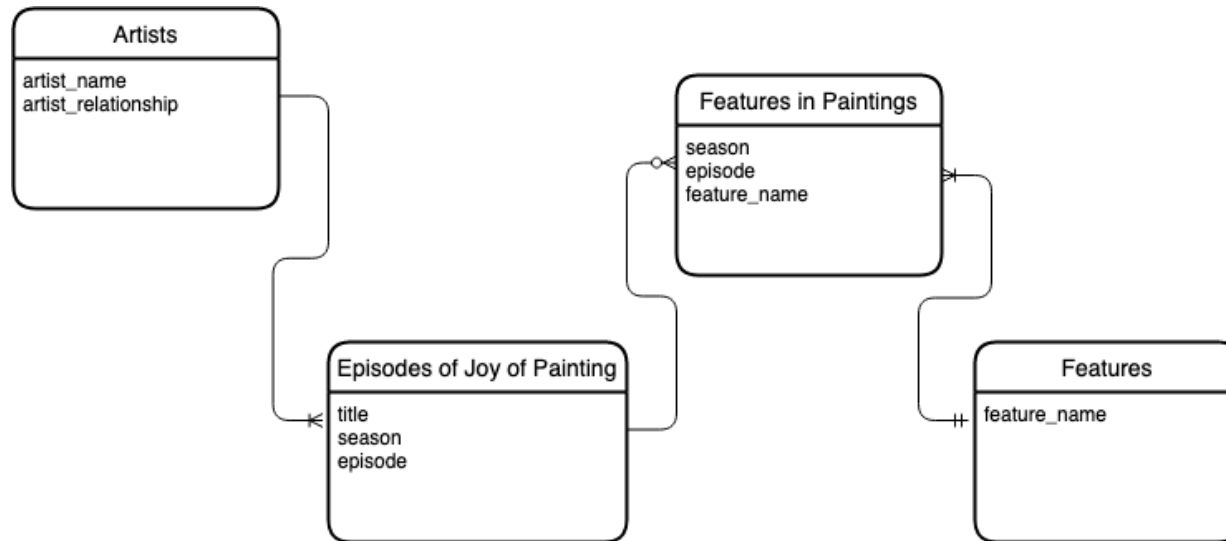 Artists
artist_name
artist_relationship
Features in Paintings
season
episode
feature_name
Episodes of Joy of Painting
title
season
episode
Features
feature_name